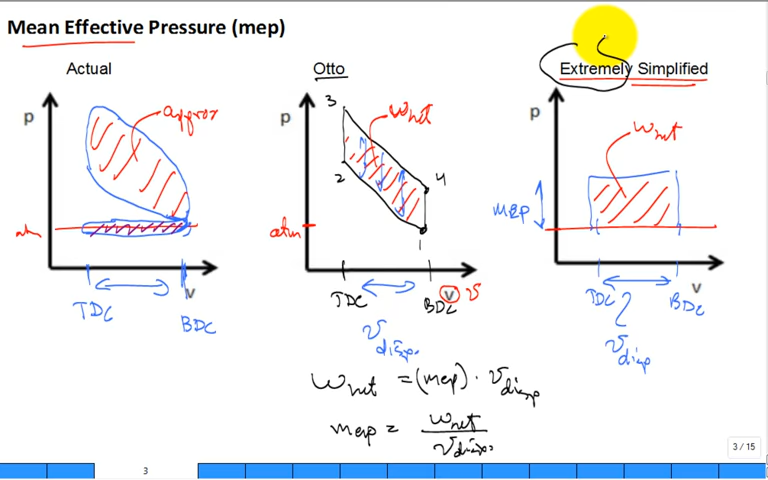 Mean Effective Pressure (mep)
Actual
Otto
Extremely Simplified
p
approx
atm
TDC
v
BDC
p
3
Wnet
2
4
atm
1
TDC
BDC
v
v
vdisp.
p
Wnet
MEP
v
TDC
BDC
vdisp
Wnet = (mep) · vdisp
mep = Wnet
vdisp.
3 / 15
3